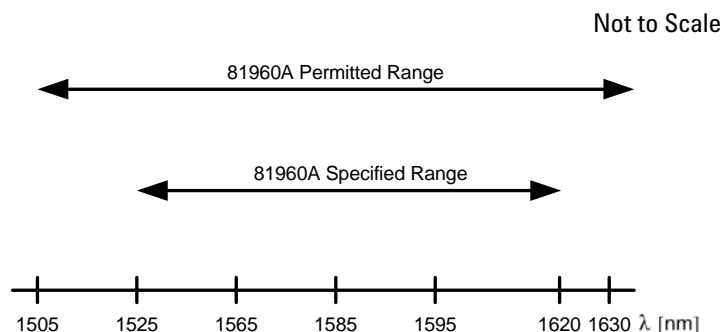 Not to Scale
81960A Permitted Range
81960A Specified Range
1505 1525 1565 1585 1595 1620 1630 λ [nm]